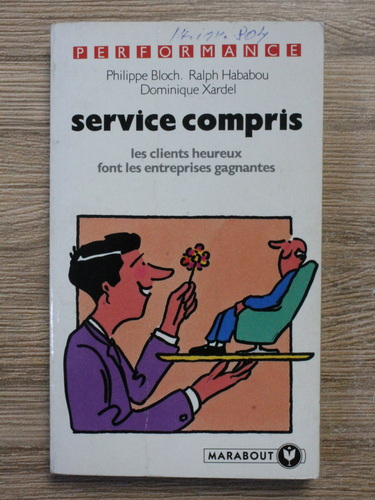 PERFORMANCE
Philippe Bloch. Ralph Hababou
Dominique Xardel
service compris
les clients heureux
font les entreprises gagnantes
MARABOUT